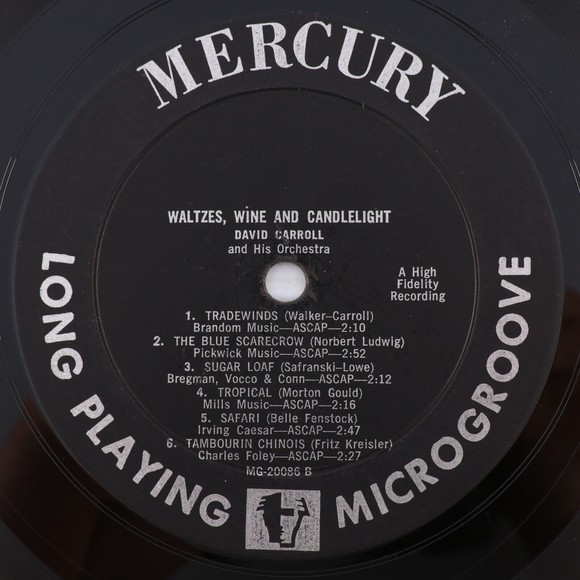 MERCURY
WALTZES, WINE AND CANDLELIGHT
DAVID CARROLL
and His Orchestra
A High
Fidelity
Recording
1. TRADEWINDS (Walker—Carroll)
Brandom Music—ASCAP—2:10
2. THE BLUE SCARECROW (Norbert Ludwig)
Pickwick Music—ASCAP—2:52
3. SUGAR LOAF (Safranski—Lowe)
Bregman, Vocco & Conn—ASCAP—2:12
4. TROPICAL (Morton Gould)
Mills Music—ASCAP—2:16
5. SAFARI (Belle Fenstock)
Irving Caesar—ASCAP—2:47
6. TAMBOURIN CHINOIS (Fritz Kreisler)
Charles Foley—ASCAP—2:27
MG-20086 B
LONG PLAYING MICROGROOVE